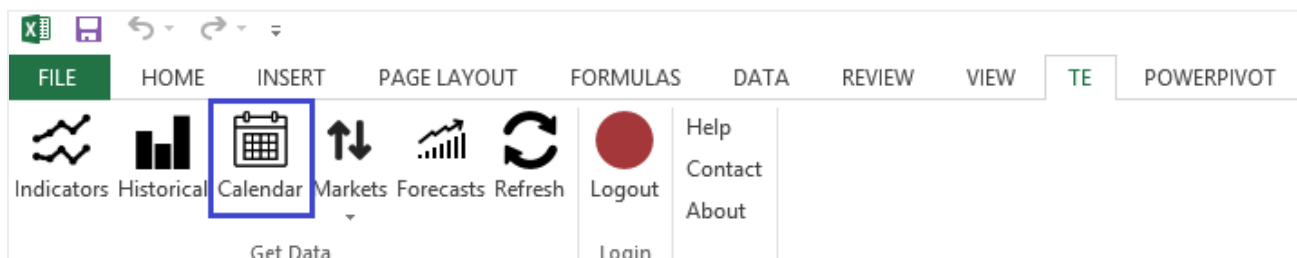 FILE HOME INSERT PAGE LAYOUT FORMULAS DATA REVIEW VIEW TE POWERPIVOT
Indicators Historical Calendar Markets Forecasts Refresh Logout
Help
Contact
About
Get Data Login